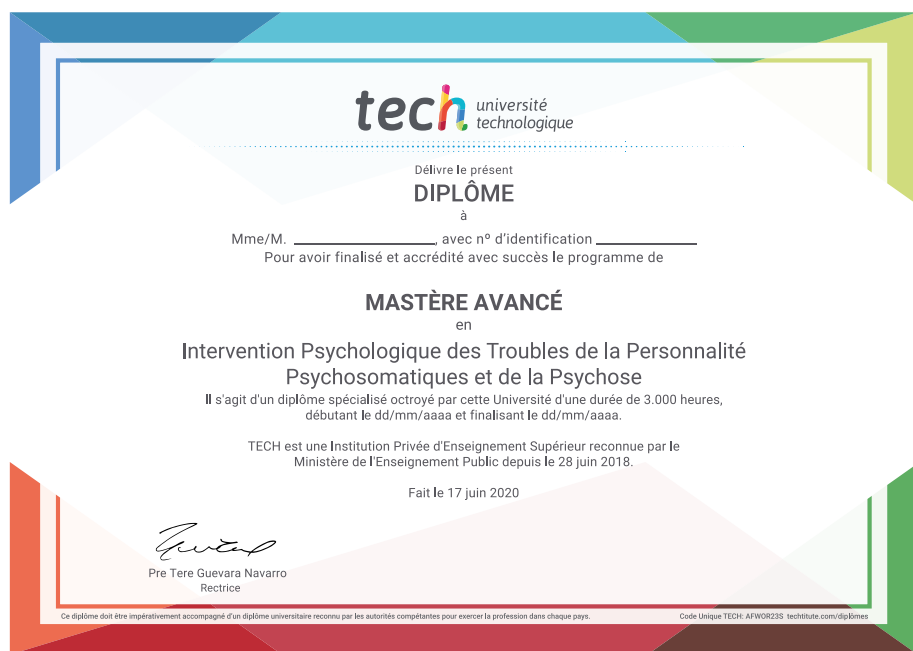 tech université
technologique
Délivre le présent
DIPLÔME
à
Mme/M. ____________________, avec nº d'identification ______________
Pour avoir finalisé et accrédité avec succès le programme de
MASTÈRE AVANCÉ
en
Intervention Psychologique des Troubles de la Personnalité
Psychosomatiques et de la Psychose
Il s'agit d'un diplôme spécialisé octroyé par cette Université d'une durée de 3.000 heures,
débutant le dd/mm/aaaa et finalisant le dd/mm/aaaa.
TECH est une Institution Privée d'Enseignement Supérieur reconnue par le
Ministère de l'Enseignement Public depuis le 28 juin 2018.
Fait le 17 juin 2020
Pre Tere Guevara Navarro
Rectrice
Ce diplôme doit être impérativement accompagné d'un diplôme universitaire reconnu par les autorités compétentes pour exercer la profession dans chaque pays.
Code Unique TECH: AFWOR23S techtitute.com/diplômes